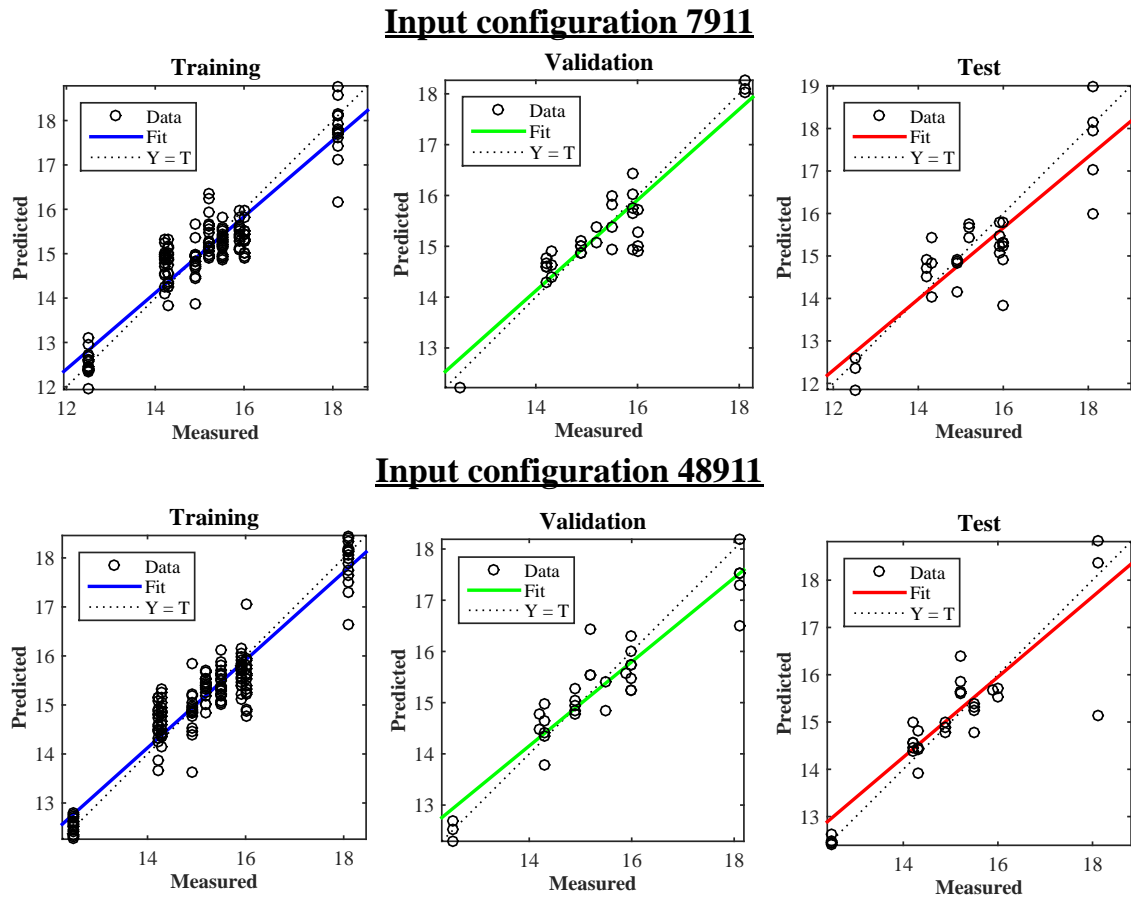 Input configuration 7911
Training
Validation
Test
Data
Fit
Y = T
18
17
16
15
14
13
12
12
14
16
18
Predicted
Measured
Data
Fit
Y = T
18
17
16
15
14
13
14
16
18
Predicted
Measured
Data
Fit
Y = T
19
18
17
16
15
14
13
12
12
14
16
18
Predicted
Measured
Input configuration 48911
Training
Validation
Test
Data
Fit
Y = T
18
17
16
15
14
13
14
16
18
Predicted
Measured
Data
Fit
Y = T
18
17
16
15
14
13
14
16
18
Predicted
Measured
Data
Fit
Y = T
18
17
16
15
14
13
14
16
18
Predicted
Measured